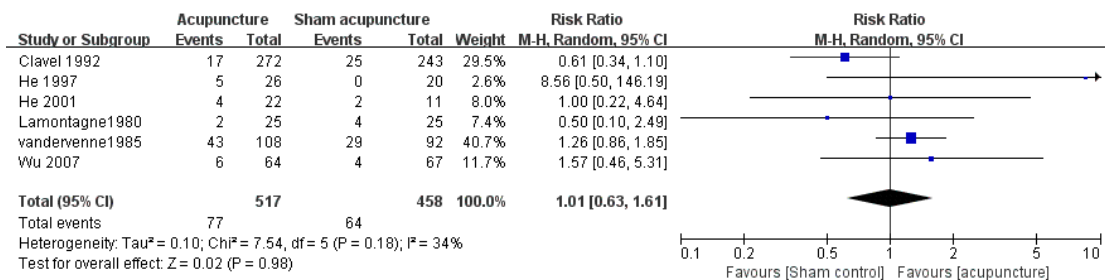 Acupuncture Sham acupuncture Risk Ratio Risk Ratio
Study or Subgroup Events Total Events Total Weight M-H, Random, 95% CI M-H, Random, 95% CI
Clavel 1992 17 272 25 243 29.5% 0.61 [0.34, 1.10]
He 1997 5 26 0 20 2.6% 8.56 [0.50, 146.19]
He 2001 4 22 2 11 8.0% 1.00 [0.22, 4.64]
Lamontagne1980 2 25 4 25 7.4% 0.50 [0.10, 2.49]
vandervenne1985 43 108 29 92 40.7% 1.26 [0.86, 1.85]
Wu 2007 6 64 4 67 11.7% 1.57 [0.46, 5.31]
Total (95% CI) 517 458 100.0% 1.01 [0.63, 1.61]
Total events 77 64
Heterogeneity: Tau² = 0.10; Chi² = 7.54, df = 5 (P = 0.18); I² = 34%
Test for overall effect: Z = 0.02 (P = 0.98)
0.1 0.2 0.5 1 2 5 10
Favours [Sham control] Favours [acupuncture]